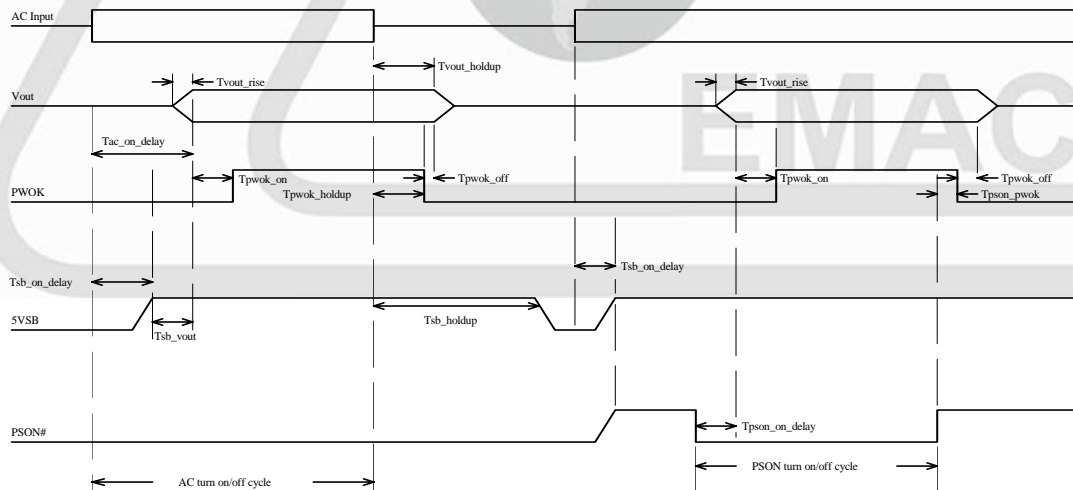 AC Input
Tvout_holdup
Tvout_rise
Tvout_rise
Vout
EMAC
Tac_on_delay
Tpwok_on
Tpwok_off
Tpwok_on
Tpwok_off
PWOK
Tpwok_holdup
Tpson_pwok
Tsb_on_delay
Tsb_on_delay
5VSB
Tsb_holdup
Tsb_vout
PSON#
Tpson_on_delay
AC turn on/off cycle
PSON turn on/off cycle